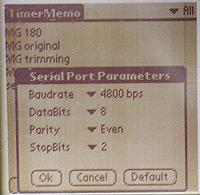 TimerMemo All
MG 180
MG original
MG trimming
Serial Port Parameters
Baudrate 4800 bps
DataBits 8
Parity Even
StopBits 2
Ok Cancel Default